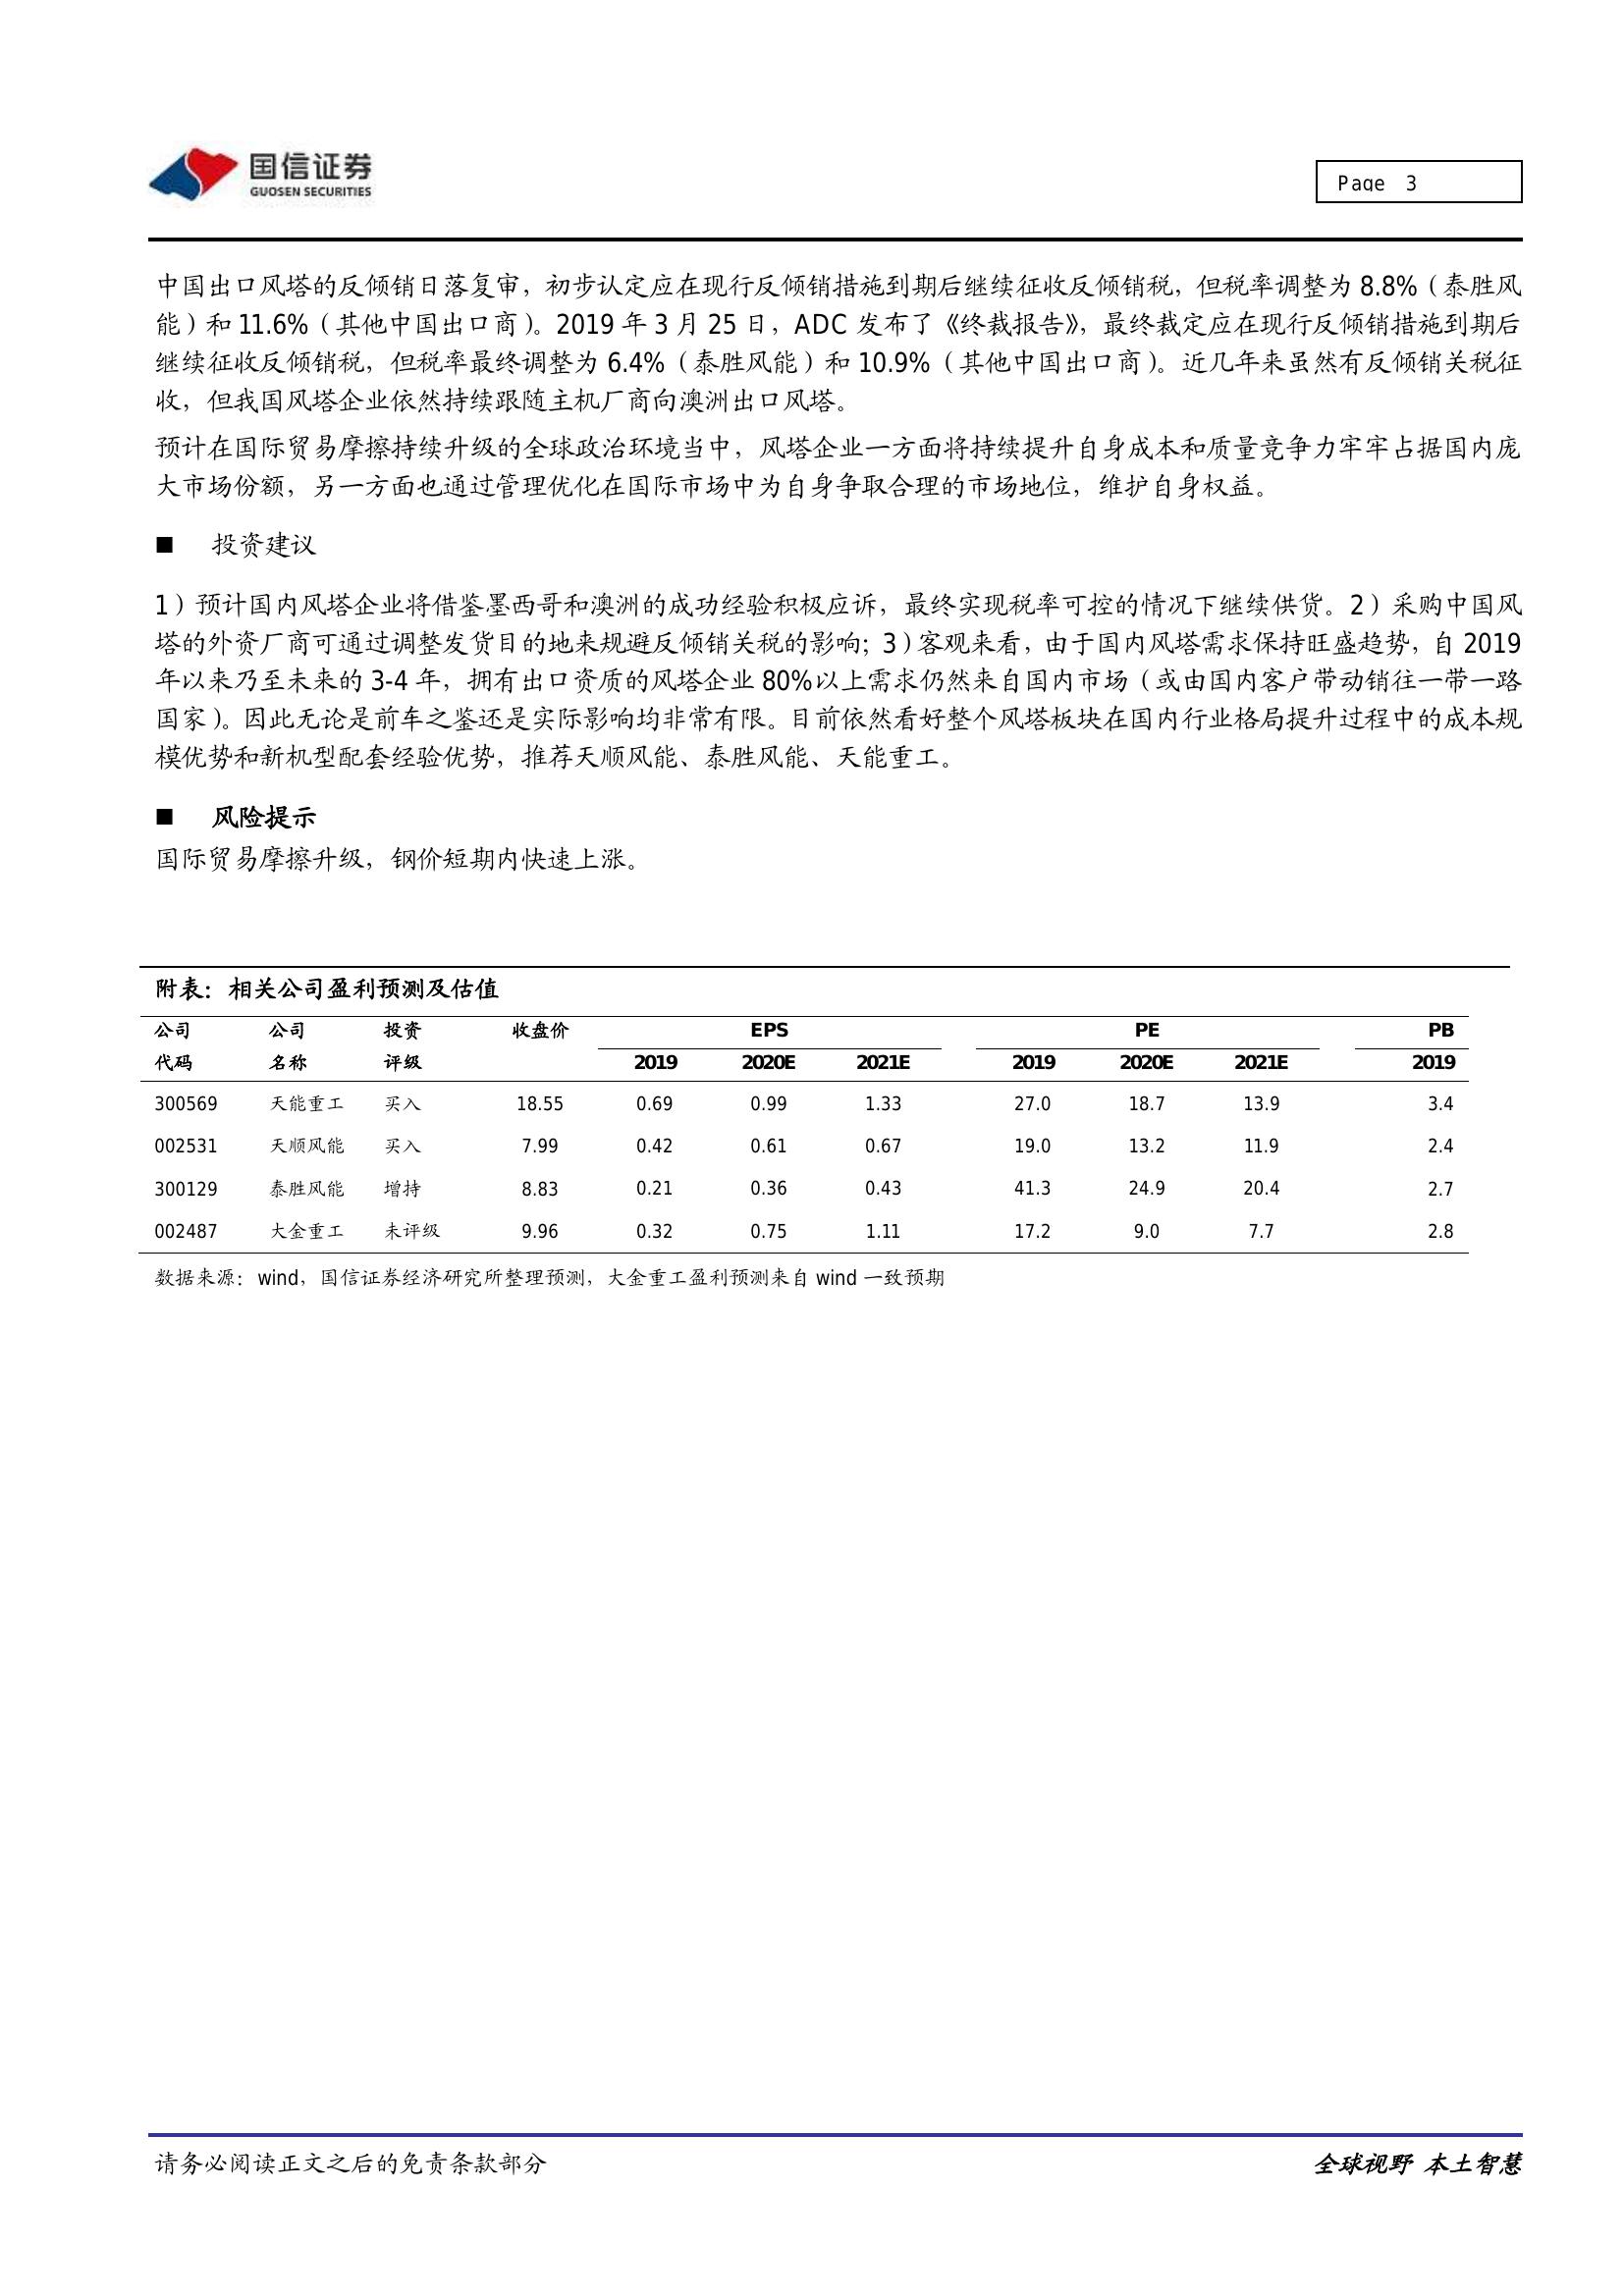 国信证券
GUOSEN SECURITIES
Page 3
中国出口风塔的反倾销日落复审，初步认定应在现行反倾销措施到期后继续征收反倾销税，但税率调整为 8.8%（泰胜风
能）和 11.6%（其他中国出口商）。2019 年 3 月 25 日，ADC 发布了《终裁报告》，最终裁定应在现行反倾销措施到期后
继续征收反倾销税，但税率最终调整为 6.4%（泰胜风能）和 10.9%（其他中国出口商）。近几年来虽然有反倾销关税征
收，但我国风塔企业依然持续跟随主机厂商向澳洲出口风塔。
预计在国际贸易摩擦持续升级的全球政治环境当中，风塔企业一方面将持续提升自身成本和质量竞争力牢牢占据国内庞
大市场份额，另一方面也通过管理优化在国际市场中为自身争取合理的市场地位，维护自身权益。
■ 投资建议
1）预计国内风塔企业将借鉴墨西哥和澳洲的成功经验积极应诉，最终实现税率可控的情况下继续供货。2）采购中国风
塔的外资厂商可通过调整发货目的地来规避反倾销关税的影响；3）客观来看，由于国内风塔需求保持旺盛趋势，自 2019
年以来乃至未来的 3-4 年，拥有出口资质的风塔企业 80%以上需求仍然来自国内市场（或由国内客户带动销往一带一路
国家）。因此无论是前车之鉴还是实际影响均非常有限。目前依然看好整个风塔板块在国内行业格局提升过程中的成本规
模优势和新机型配套经验优势，推荐天顺风能、泰胜风能、天能重工。
■ 风险提示
国际贸易摩擦升级，钢价短期内快速上涨。
附表：相关公司盈利预测及估值
公司 公司 投资 收盘价 EPS PE PB
代码 名称 评级 2019 2020E 2021E 2019 2020E 2021E 2019
300569 天能重工 买入 18.55 0.69 0.99 1.33 27.0 18.7 13.9 3.4
002531 天顺风能 买入 7.99 0.42 0.61 0.67 19.0 13.2 11.9 2.4
300129 泰胜风能 增持 8.83 0.21 0.36 0.43 41.3 24.9 20.4 2.7
002487 大金重工 未评级 9.96 0.32 0.75 1.11 17.2 9.0 7.7 2.8
数据来源：wind，国信证券经济研究所整理预测，大金重工盈利预测来自 wind 一致预期
请务必阅读正文之后的免责条款部分
全球视野 本土智慧